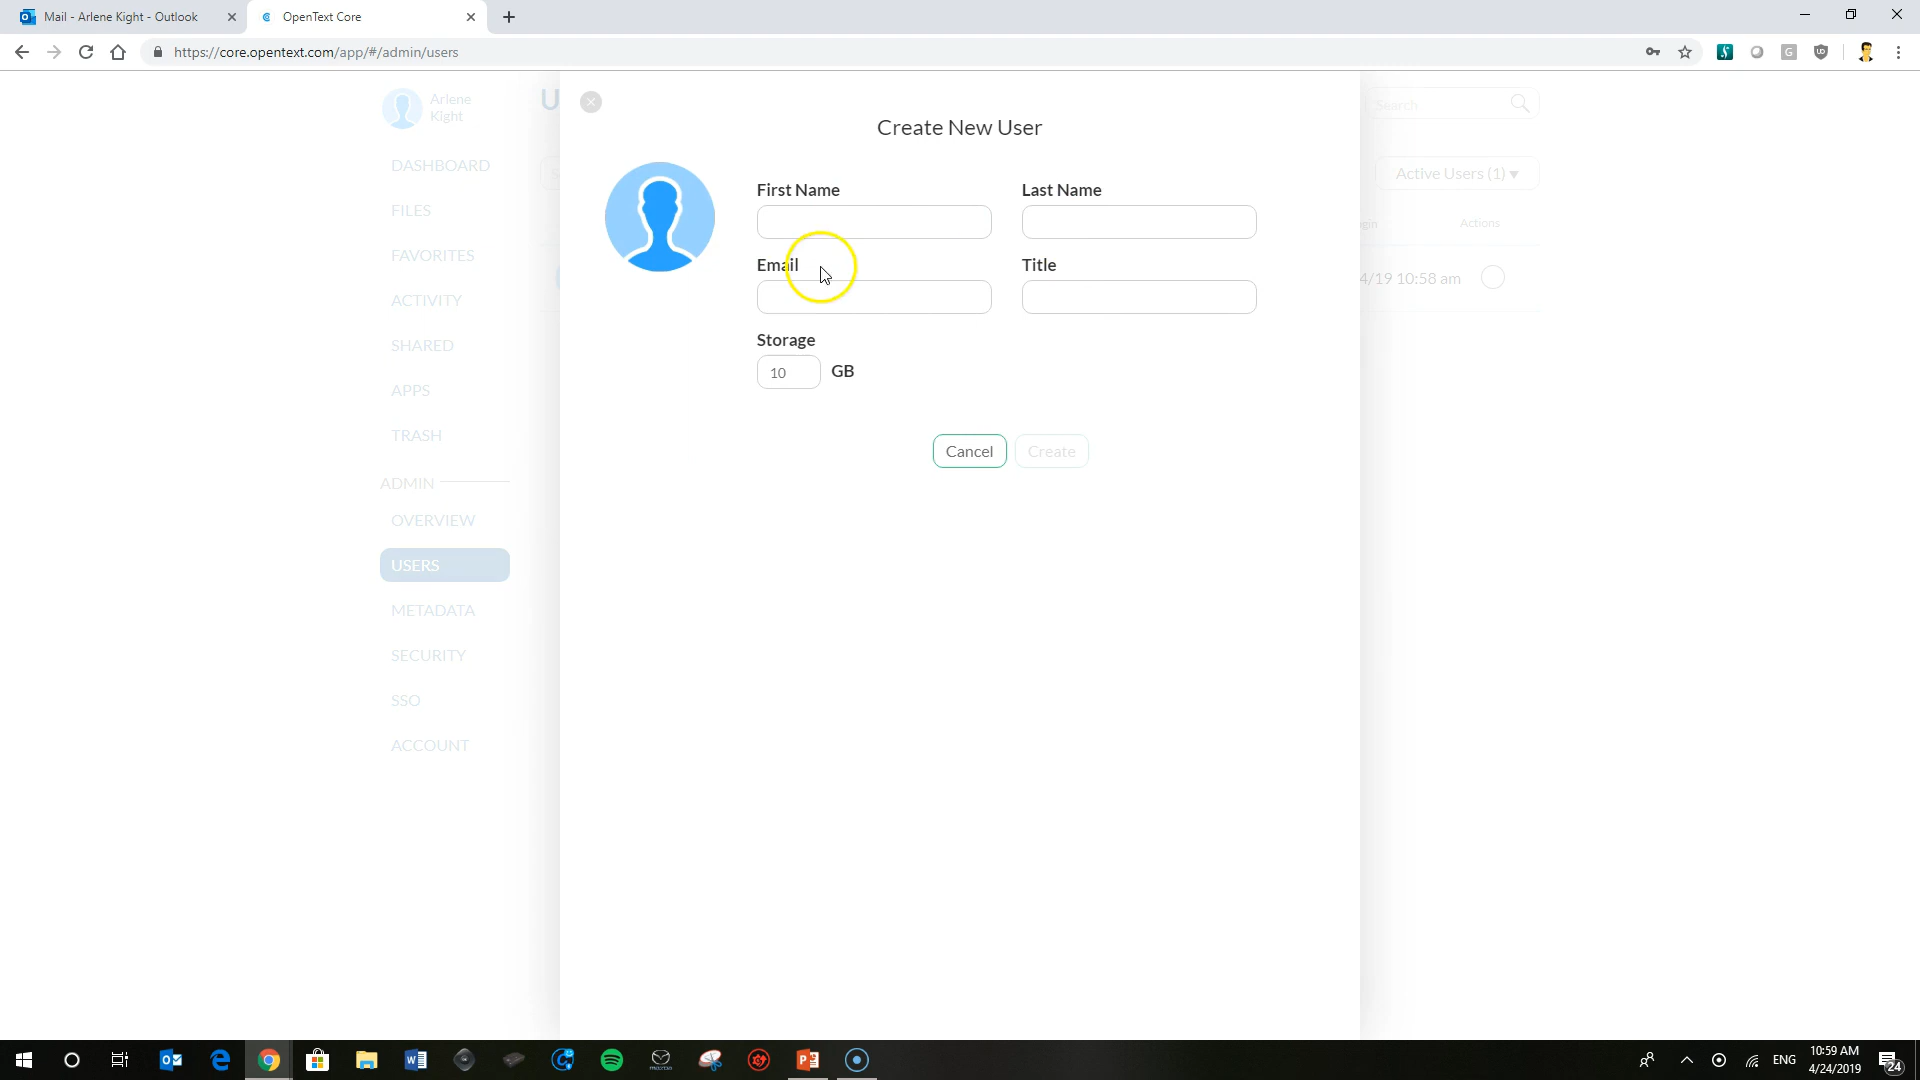 Mail - Arlene Kight - Outlook
OpenText Core
https://core.opentext.com/app/#/admin/users
Arlene
Kight
U
Search
Create New User
DASHBOARD
FILES
FAVORITES
ACTIVITY
SHARED
APPS
TRASH
ADMIN
OVERVIEW
USERS
METADATA
SECURITY
SSO
ACCOUNT
First Name
Last Name
Email
Title
Storage
10 GB
Cancel
Create
Active Users (1)
gin
Actions
4/19 10:58 am
ENG
10:59 AM
4/24/2019
24